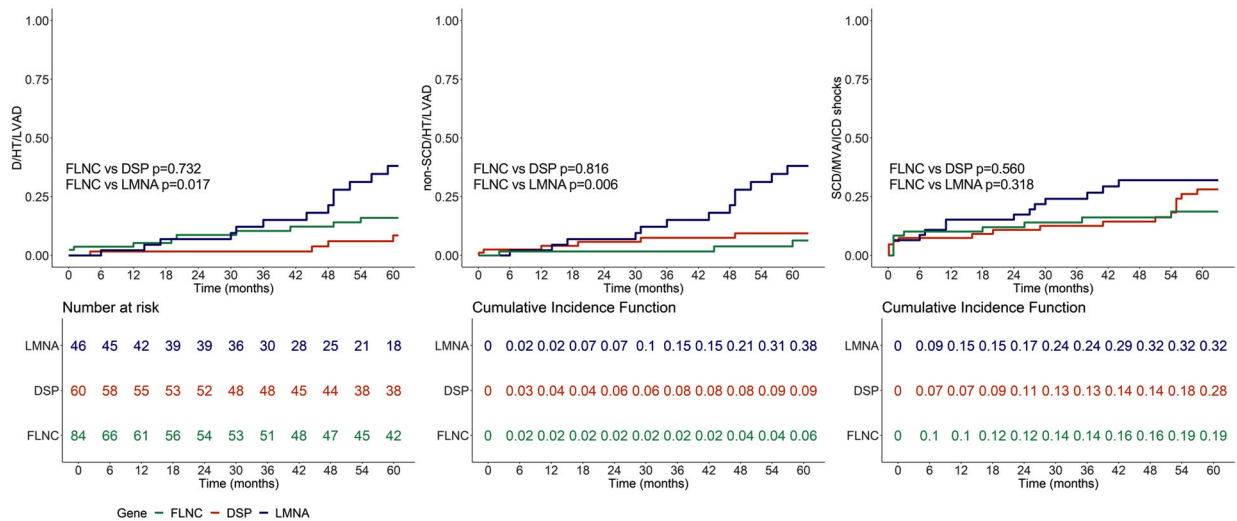 1.00
0.75
0.50
0.25
0.00
D/HT/LVAD
FLNC vs DSP p=0.732
FLNC vs LMNA p=0.017
0 6 12 18 24 30 36 42 48 54 60
Time (months)
1.00
0.75
0.50
0.25
0.00
non-SCD/HT/LVAD
FLNC vs DSP p=0.816
FLNC vs LMNA p=0.006
0 6 12 18 24 30 36 42 48 54 60
Time (months)
1.00
0.75
0.50
0.25
0.00
SCD/MVA/ICD shocks
FLNC vs DSP p=0.560
FLNC vs LMNA p=0.318
0 6 12 18 24 30 36 42 48 54 60
Time (months)
Number at risk
LMNA 46 45 42 39 39 36 30 28 25 21 18
DSP 60 58 55 53 52 48 48 45 44 38 38
FLNC 84 66 61 56 54 53 51 48 47 45 42
0 6 12 18 24 30 36 42 48 54 60
Time (months)
Cumulative Incidence Function
LMNA 0 0.02 0.02 0.07 0.07 0.1 0.15 0.15 0.21 0.31 0.38
DSP 0 0.03 0.04 0.04 0.06 0.06 0.08 0.08 0.08 0.09 0.09
FLNC 0 0.02 0.02 0.02 0.02 0.02 0.02 0.02 0.04 0.04 0.06
0 6 12 18 24 30 36 42 48 54 60
Time (months)
Cumulative Incidence Function
LMNA 0 0.09 0.15 0.15 0.17 0.24 0.24 0.29 0.32 0.32 0.32
DSP 0 0.07 0.07 0.09 0.11 0.13 0.13 0.14 0.14 0.18 0.28
FLNC 0 0.1 0.1 0.12 0.12 0.14 0.14 0.16 0.16 0.19 0.19
0 6 12 18 24 30 36 42 48 54 60
Time (months)
Gene FLNC DSP LMNA